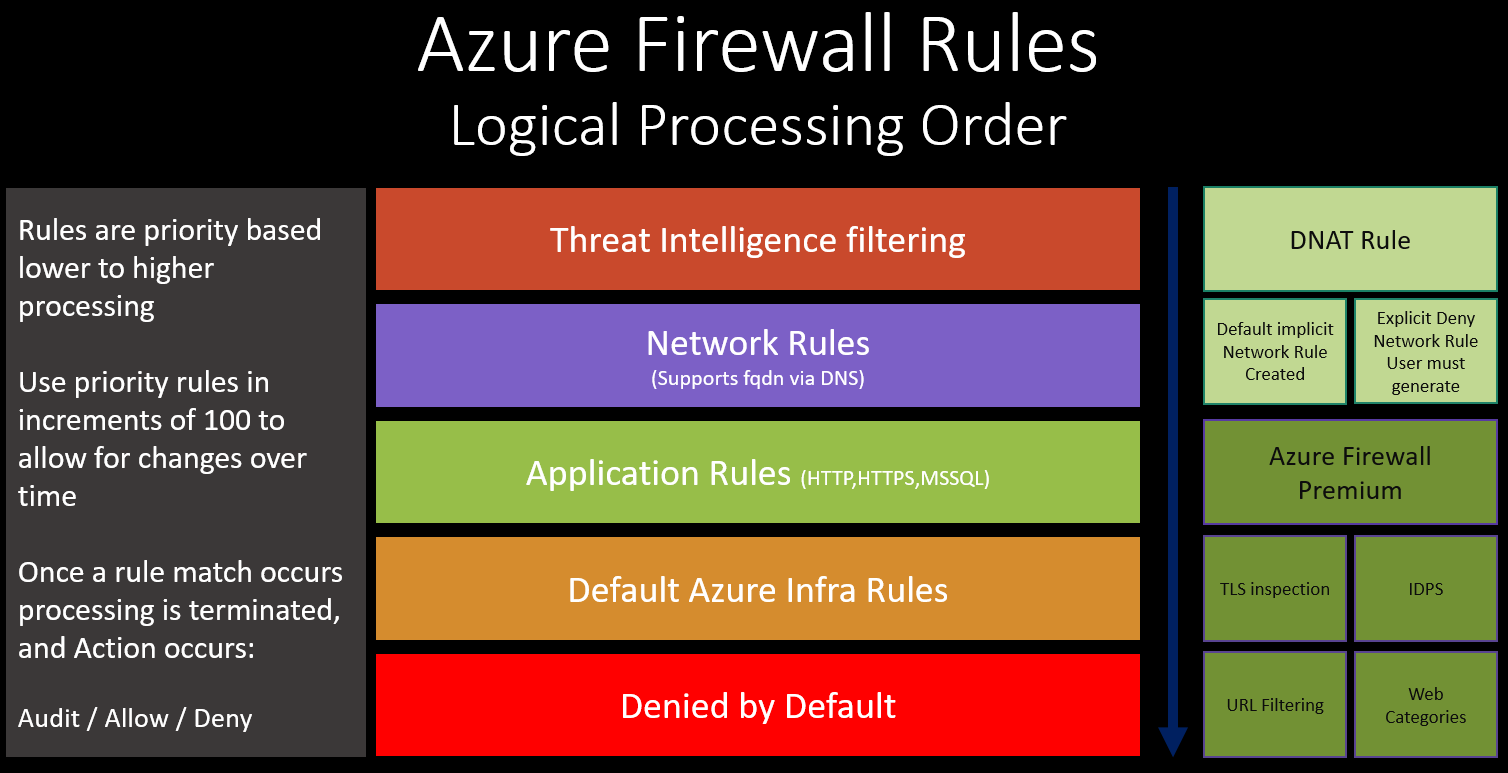 Azure Firewall Rules
Logical Processing Order
Rules are priority based
lower to higher
processing
Use priority rules in
increments of 100 to
allow for changes over
time
Once a rule match occurs
processing is terminated,
and Action occurs:
Audit / Allow / Deny
Threat Intelligence filtering
Network Rules
(Supports fqdn via DNS)
Application Rules (HTTP,HTTPS,MSSQL)
Default Azure Infra Rules
Denied by Default
DNAT Rule
Default implicit
Network Rule
Created
Explicit Deny
Network Rule
User must
generate
Azure Firewall
Premium
TLS inspection
IDPS
URL Filtering
Web
Categories